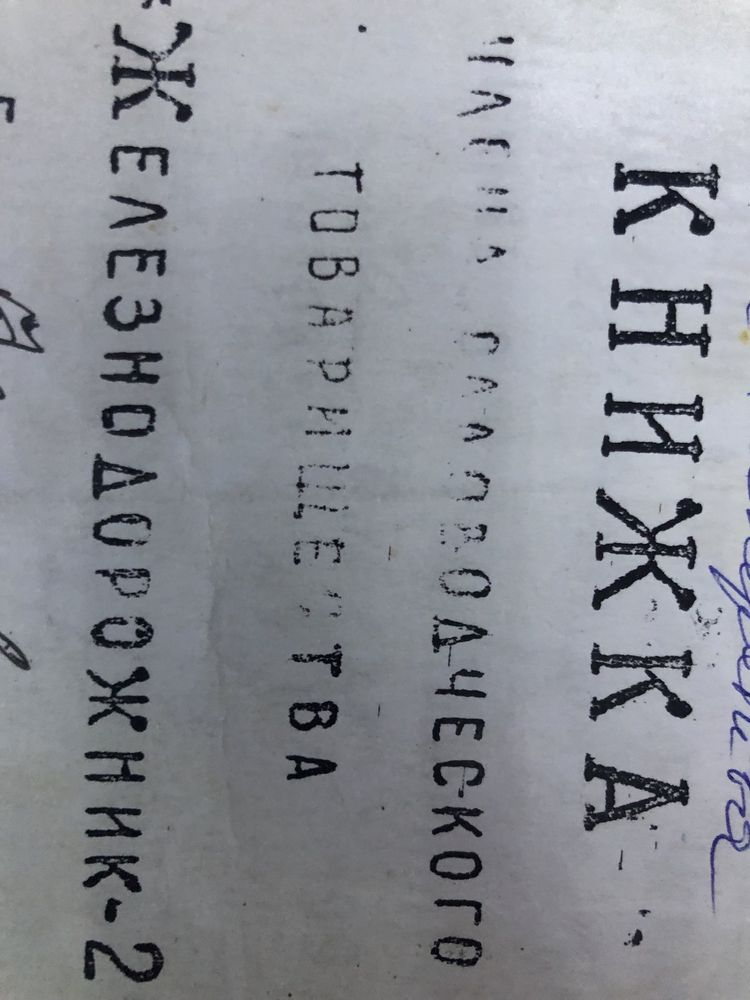 КНИЖКА
ЧЛЕНА САДОВОДЧЕСКОГО
ТОВАРИЩЕСТВА
"ЖЕЛЕЗНОДОРОЖНИК-2